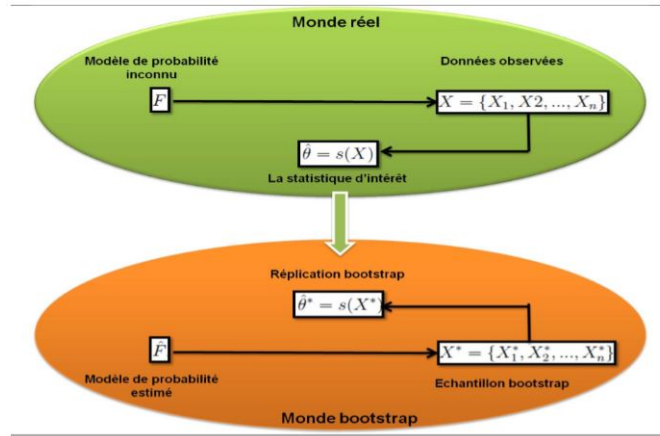 Monde réel
Modèle de probabilité
inconnu
Données observées
F
X = {X₁, X2, ..., Xₙ}
θ̂ = s(X)
La statistique d'intérêt
Réplication bootstrap
θ̂* = s(X*)
F̂
X* = {X₁*, X₂*, ..., Xₙ*}
Modèle de probabilité
estimé
Echantillon bootstrap
Monde bootstrap